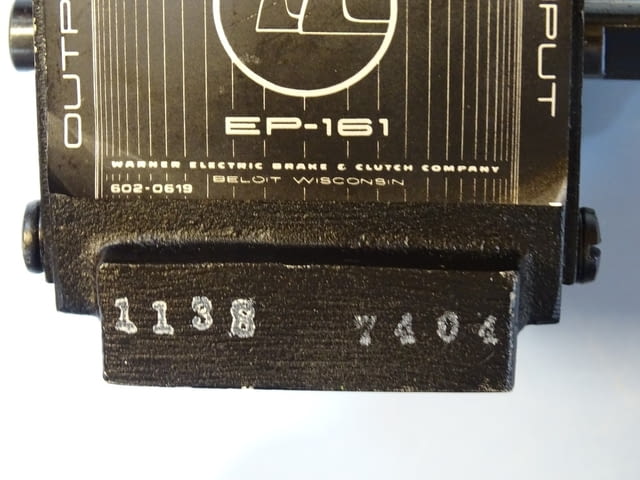 OUTP
PUT
EP-161
WARNER ELECTRIC BRAKE & CLUTCH COMPANY
602-0619 BELOIT WISCONSIN
1138 7404